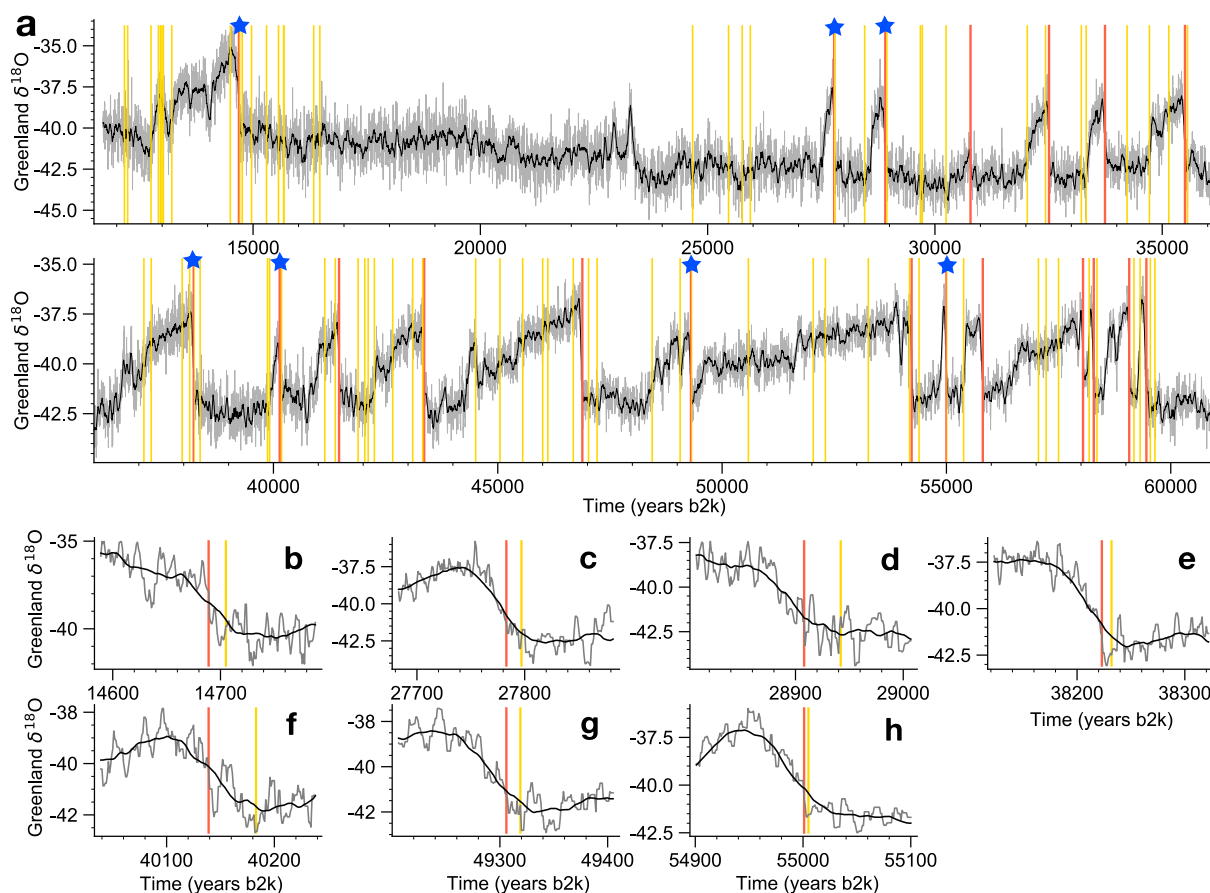 a
Greenland δ18O
-35.0
-37.5
-40.0
-42.5
-45.0
15000 20000 25000 30000 35000
Greenland δ18O
-35.0
-37.5
-40.0
-42.5
40000 45000 50000 55000 60000
Time (years b2k)
Greenland δ18O
-35
-40
b
14600 14700
-37.5
-40.0
-42.5
c
27700 27800
-37.5
-40.0
-42.5
d
28900 29000
-37.5
-40.0
-42.5
e
38200 38300
Time (years b2k)
Greenland δ18O
-38
-40
-42
f
40100 40200
Time (years b2k)
-38
-40
-42
g
49300 49400
Time (years b2k)
-37.5
-40.0
-42.5
h
54900 55000 55100
Time (years b2k)